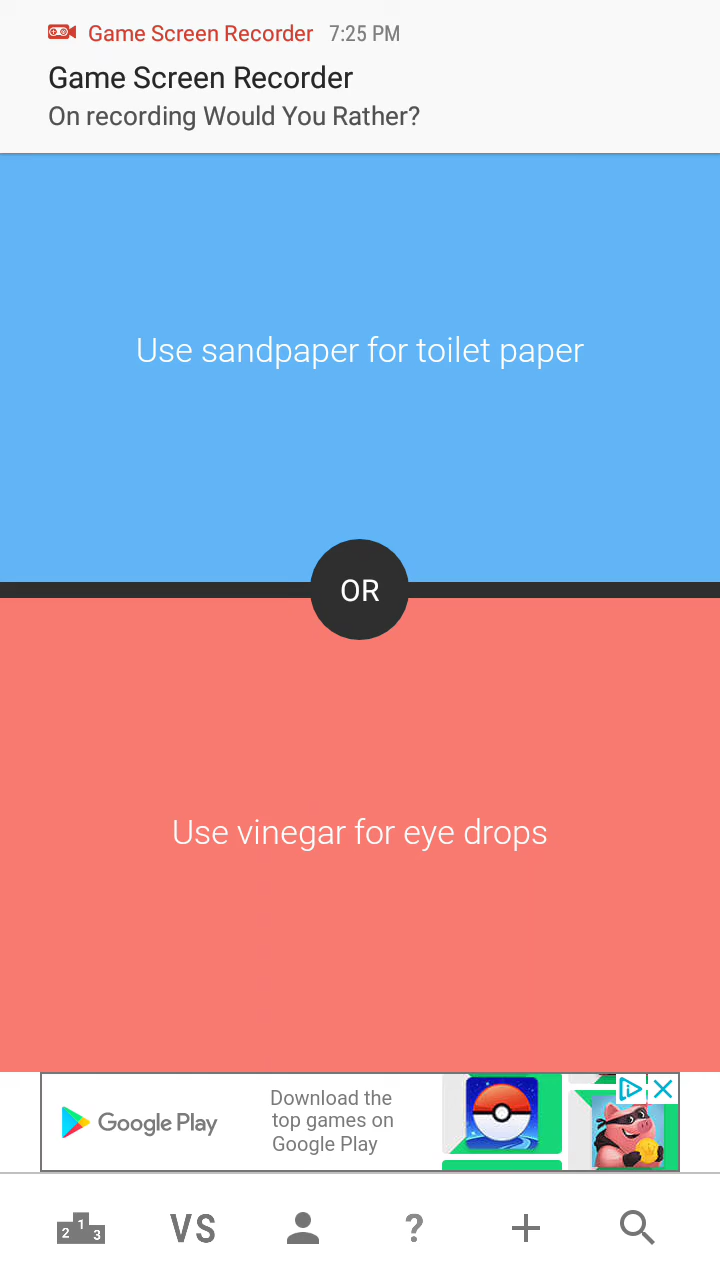 Game Screen Recorder 7:25 PM
Game Screen Recorder
On recording Would You Rather?
Use sandpaper for toilet paper
OR
Use vinegar for eye drops
Google Play
Download the
top games on
Google Play
2 1 3
VS
?